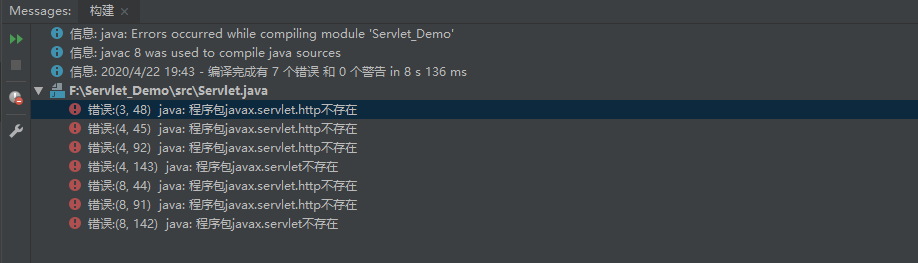 Messages: 构建 ×
信息: java: Errors occurred while compiling module 'Servlet_Demo'
信息: javac 8 was used to compile java sources
信息: 2020/4/22 19:43 - 编译完成有 7 个错误 和 0 个警告 in 8 s 136 ms
F:\Servlet_Demo\src\Servlet.java
错误:(3, 48) java: 程序包javax.servlet.http不存在
错误:(4, 45) java: 程序包javax.servlet.http不存在
错误:(4, 92) java: 程序包javax.servlet.http不存在
错误:(4, 143) java: 程序包javax.servlet不存在
错误:(8, 44) java: 程序包javax.servlet.http不存在
错误:(8, 91) java: 程序包javax.servlet.http不存在
错误:(8, 142) java: 程序包javax.servlet不存在